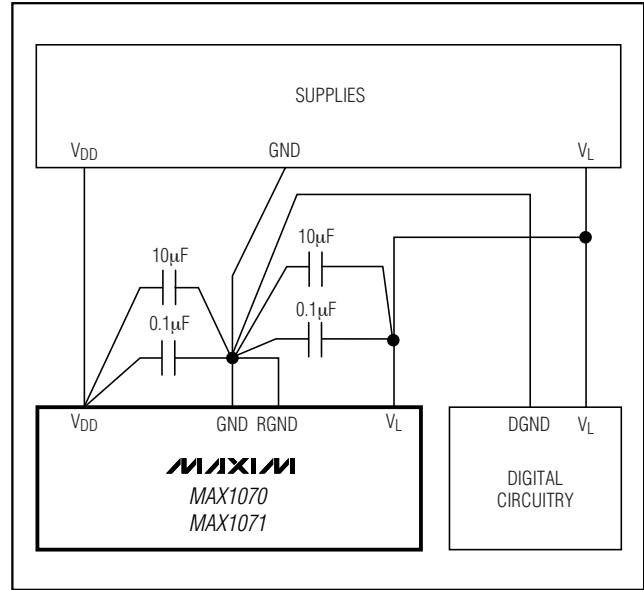 SUPPLIES
VDD GND VL
10μF
10μF
0.1μF
0.1μF
VDD GND RGND VL
DGND VL
MAXIM
MAX1070
MAX1071
DIGITAL
CIRCUITRY